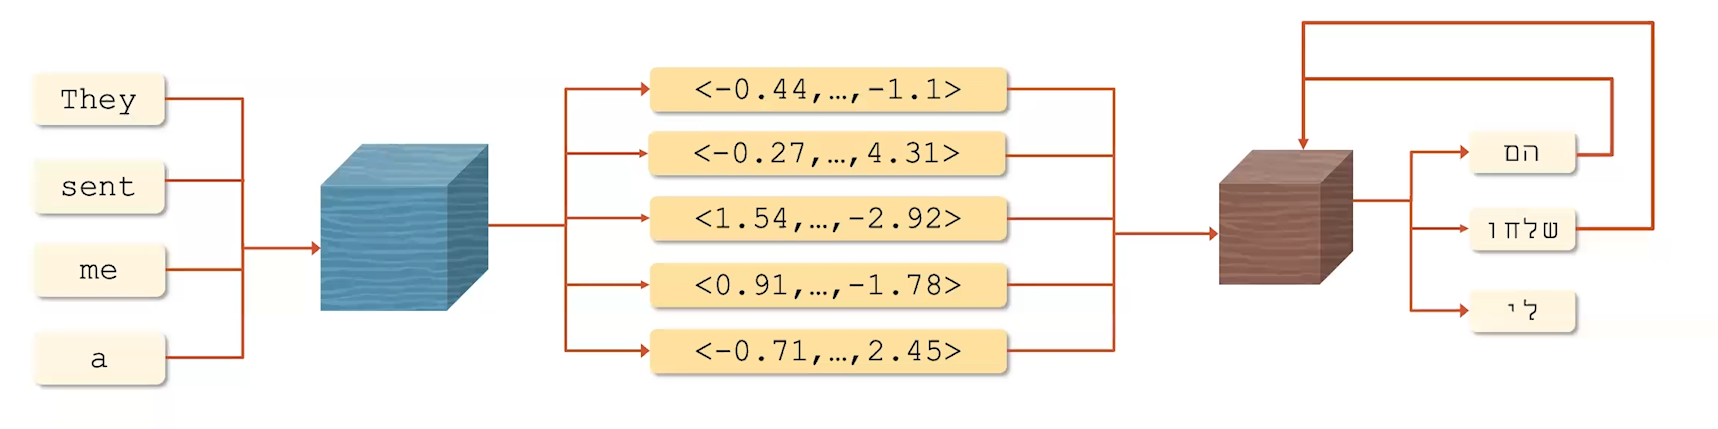 They
sent
me
a
<-0.44,…,-1.1>
<-0.27,…,4.31>
<1.54,…,-2.92>
<0.91,…,-1.78>
<-0.71,…,2.45>
הם
שלחו
לי